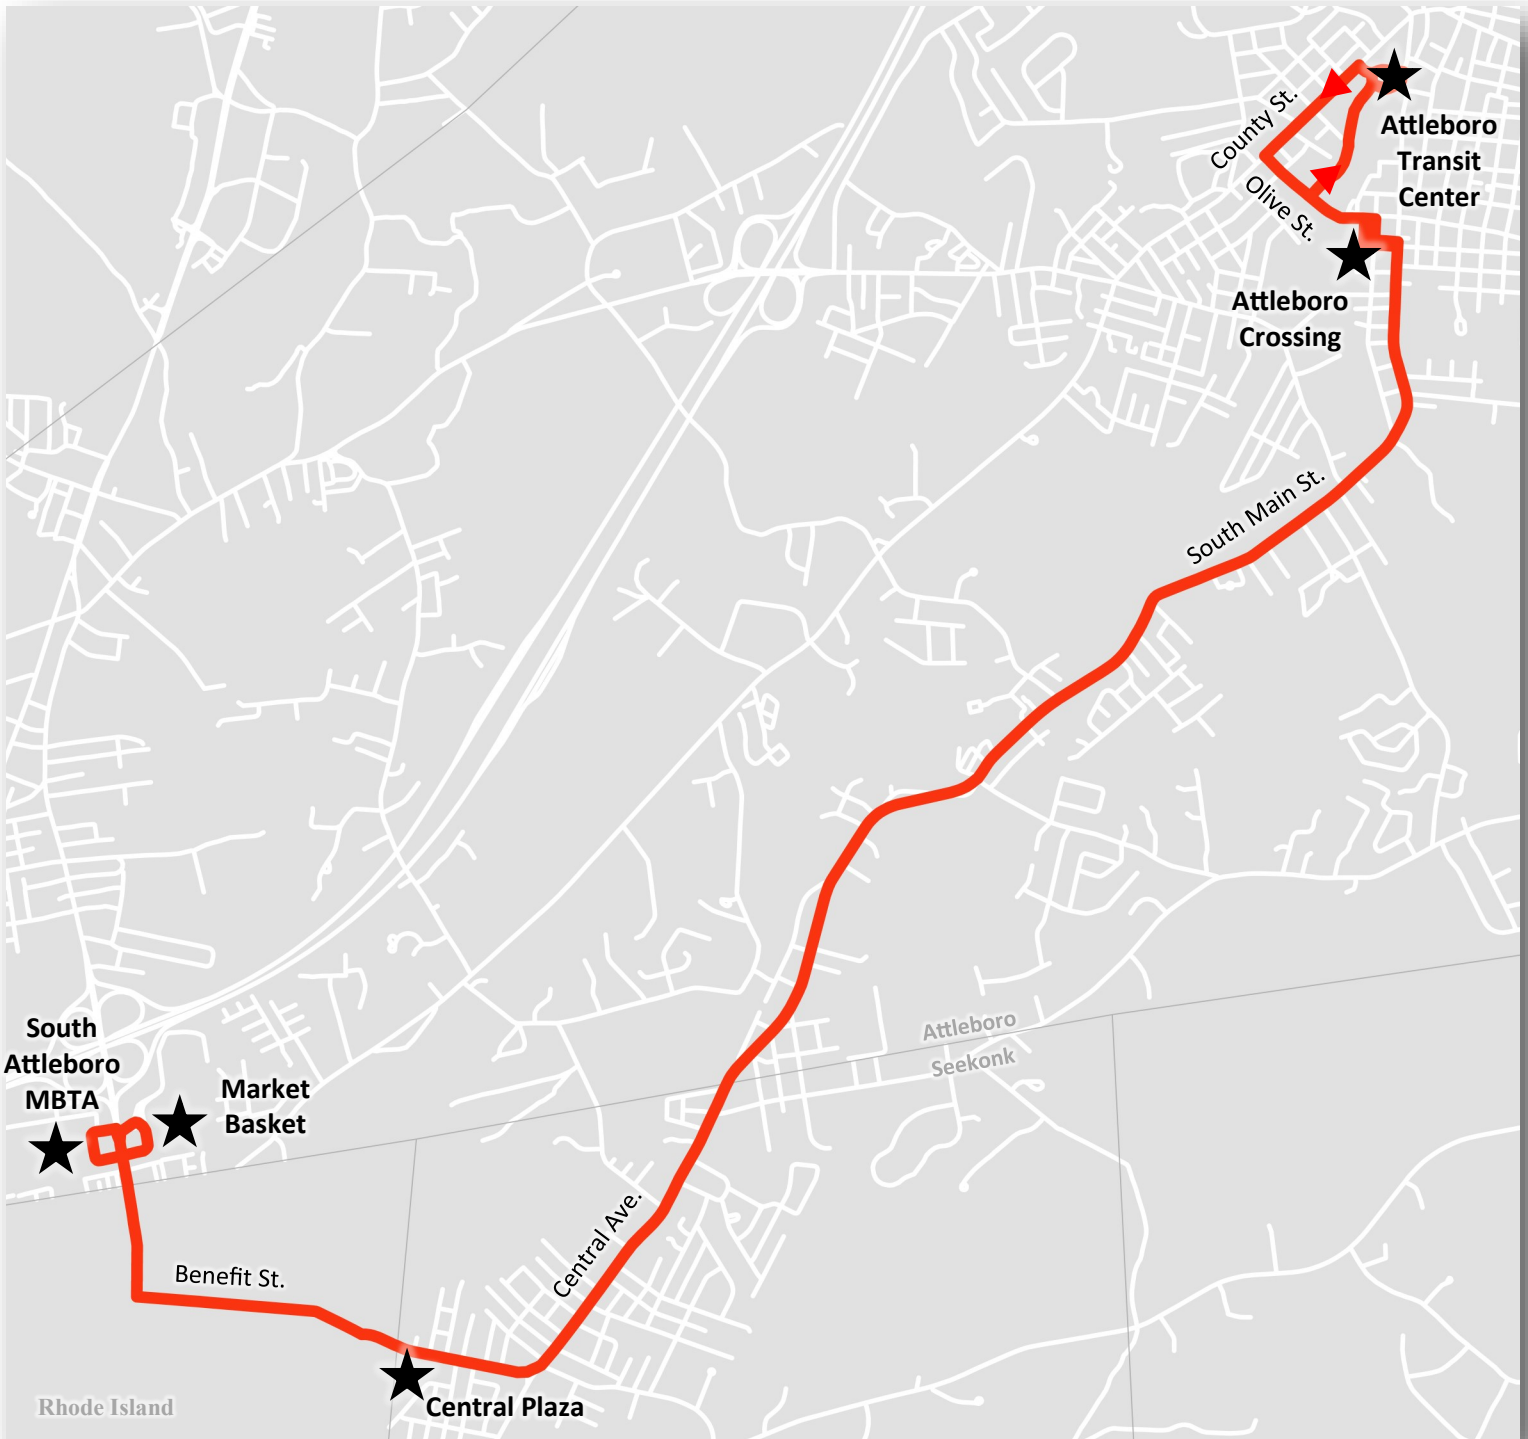 County St.
Attleboro
Transit
Center
Olive St.
Attleboro
Crossing
South Main St.
Attleboro
Seekonk
South
Attleboro
MBTA
Market
Basket
Central Ave.
Benefit St.
Central Plaza
Rhode Island